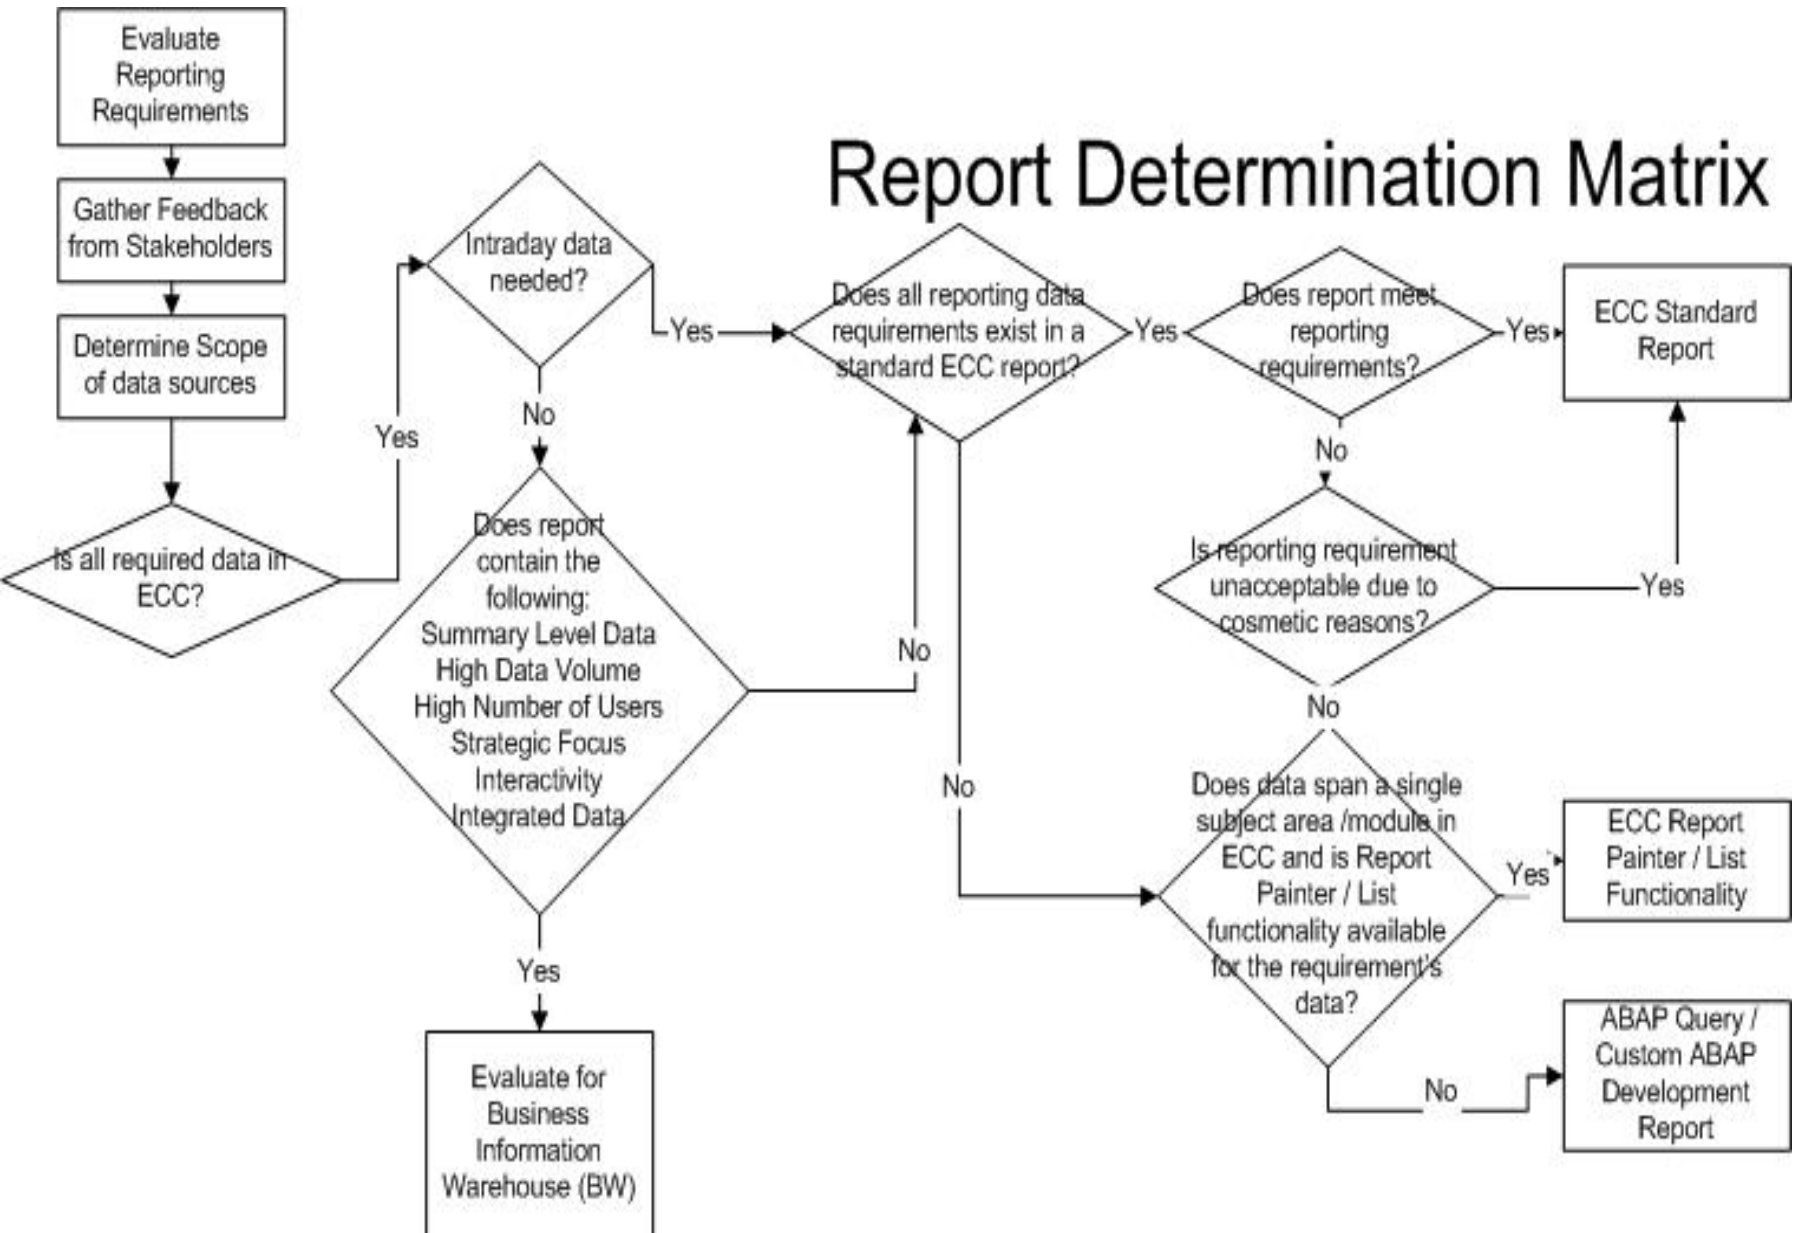 Evaluate
Reporting
Requirements
Gather Feedback
from Stakeholders
Determine Scope
of data sources
Is all required data in
ECC?
Yes
Intraday data
needed?
Yes
No
Does report
contain the
following:
Summary Level Data
High Data Volume
High Number of Users
Strategic Focus
Interactivity
Integrated Data
No
Yes
Evaluate for
Business
Information
Warehouse (BW)
Report Determination Matrix
Does all reporting data
requirements exist in a
standard ECC report?
Yes
No
Does report meet
reporting
requirements?
Yes
No
ECC Standard
Report
Is reporting requirement
unacceptable due to
cosmetic reasons?
Yes
No
Does data span a single
subject area /module in
ECC and is Report
Painter / List
functionality available
for the requirement's
data?
Yes
No
ECC Report
Painter / List
Functionality
ABAP Query /
Custom ABAP
Development
Report